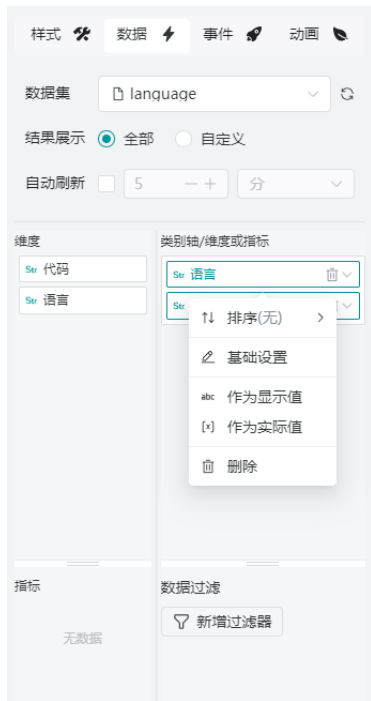 样式 数据 事件 动画
数据集 language
结果展示 全部 自定义
自动刷新 5 分
维度 类别轴/维度或指标
Str 代码 Str 语言
Str 语言 Str
排序(无)
基础设置
abc 作为显示值
[x] 作为实际值
删除
指标 数据过滤
新增过滤器
无数据